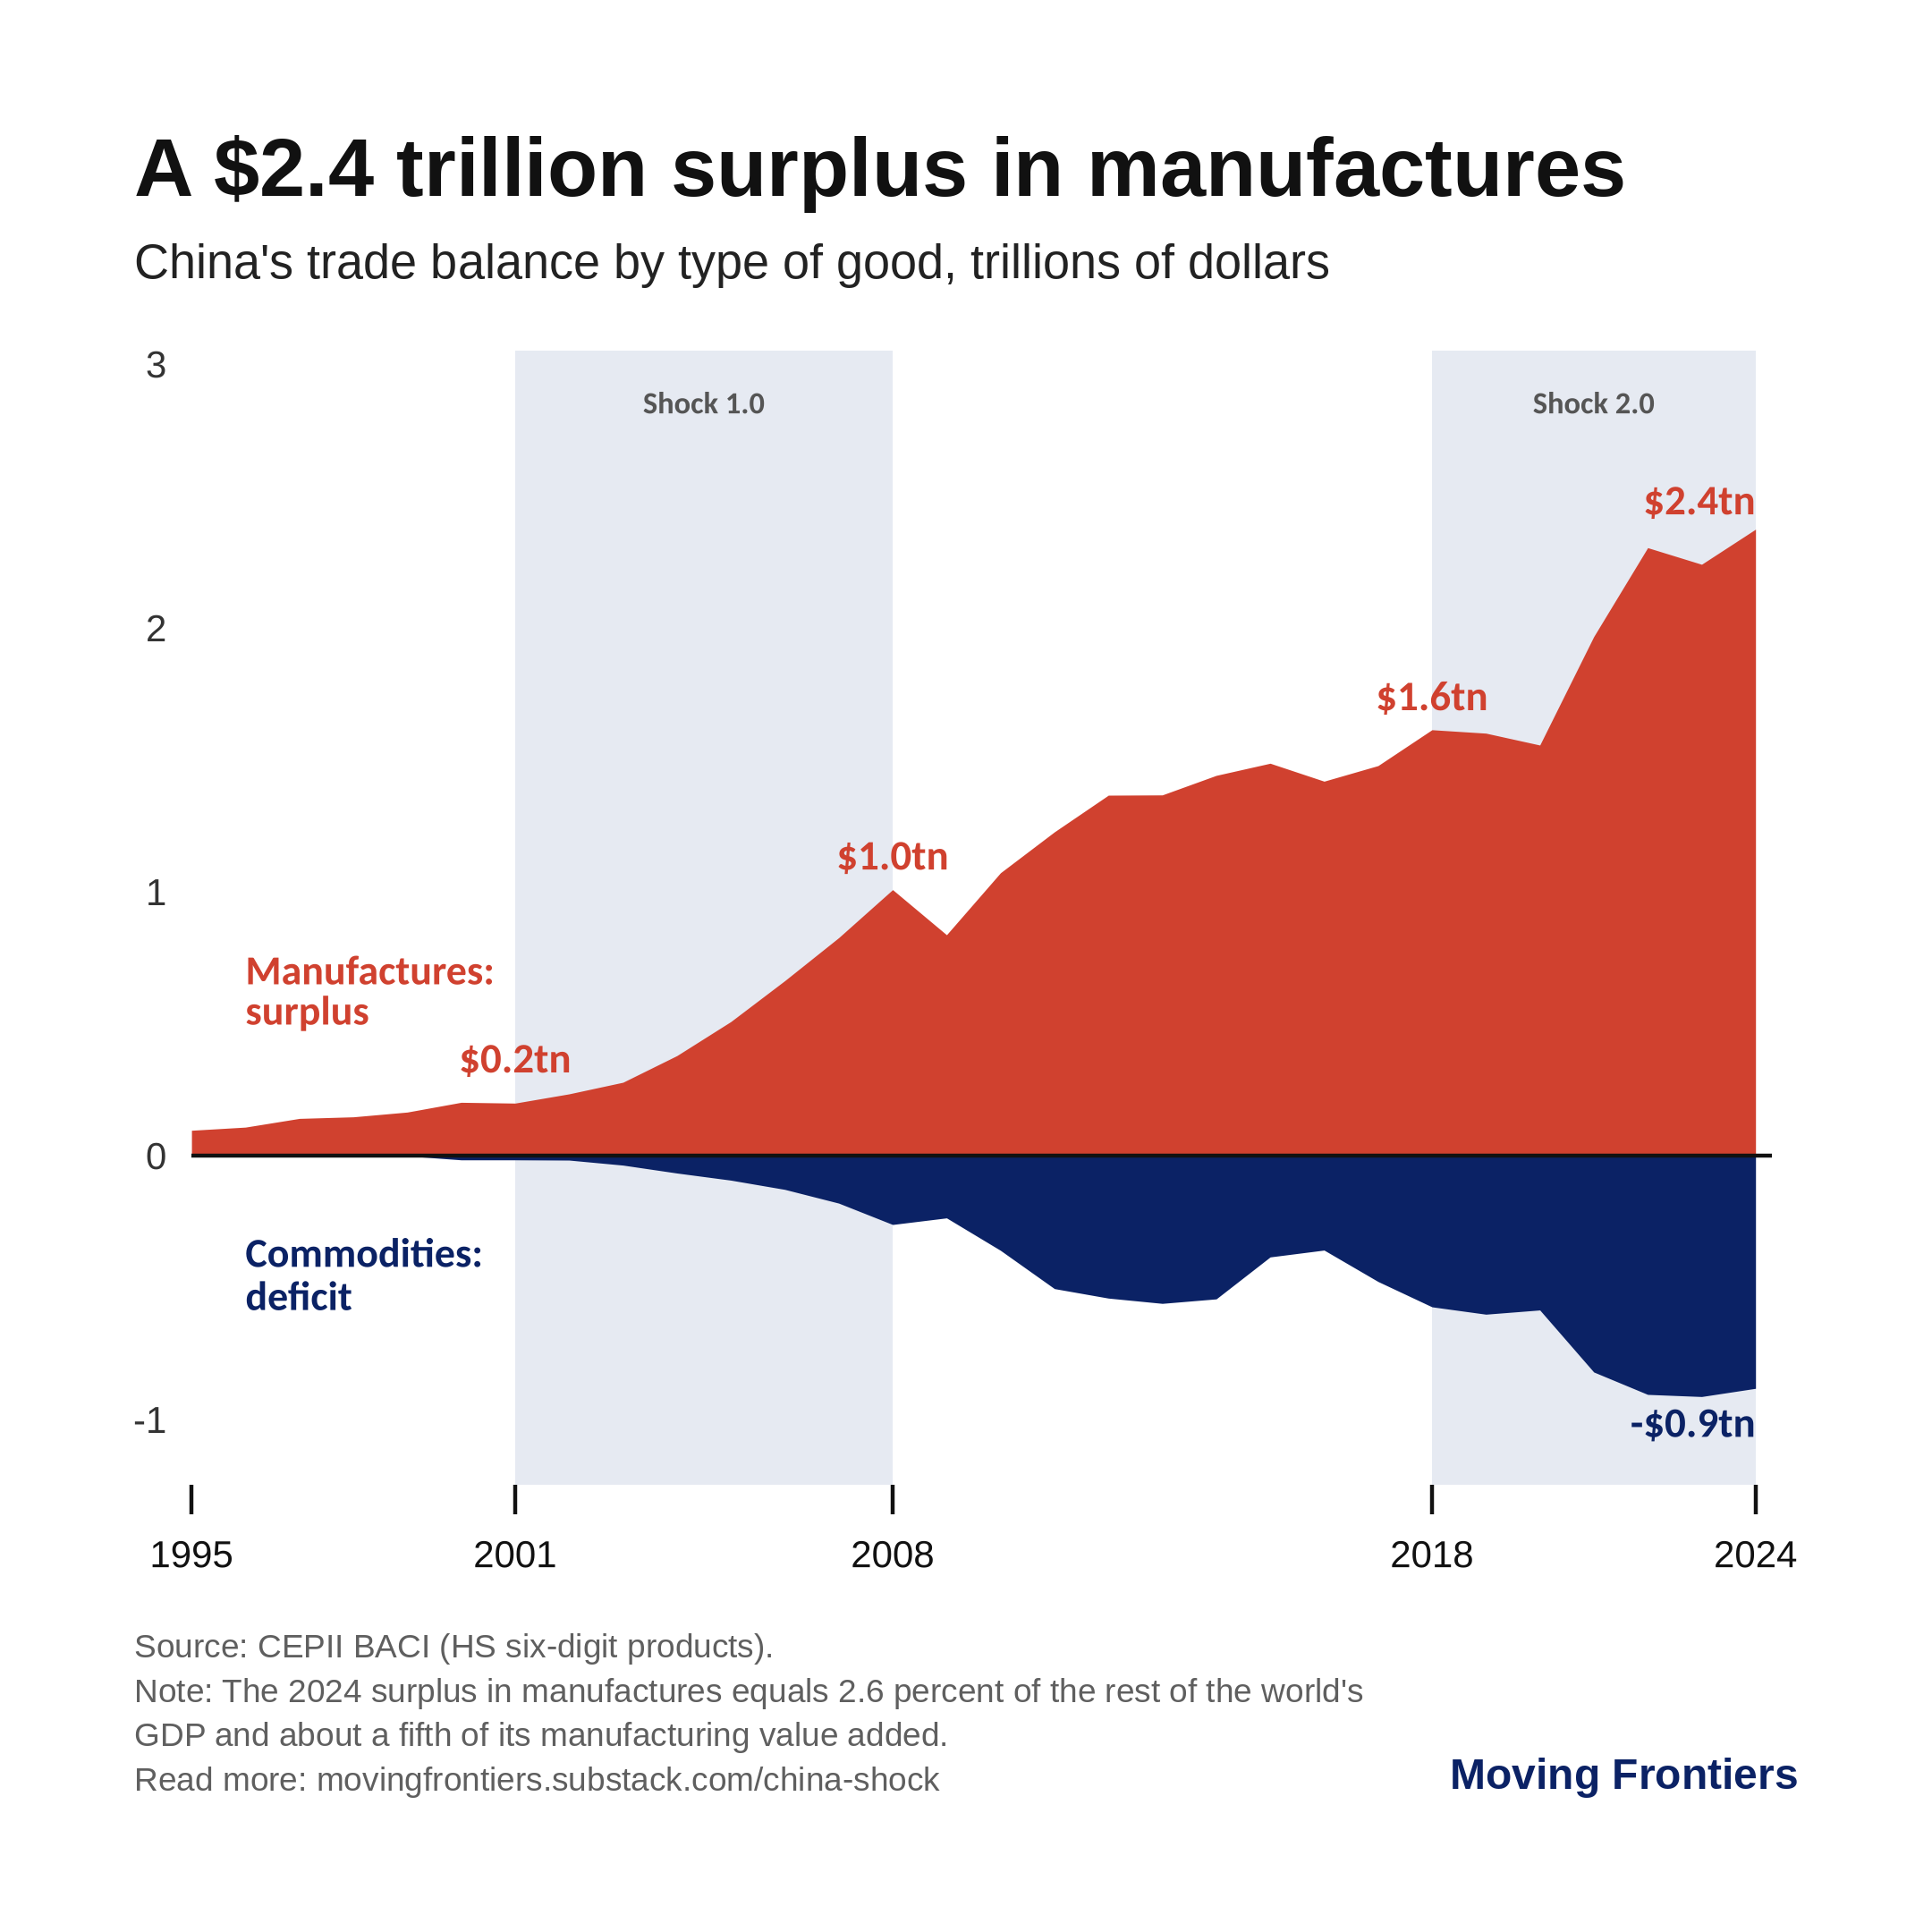 A $2.4 trillion surplus in manufactures
China's trade balance by type of good, trillions of dollars
3
Shock 1.0
Shock 2.0
$2.4tn
2
$1.6tn
1
$1.0tn
Manufactures:
surplus
$0.2tn
0
Commodities:
deficit
-1
-$0.9tn
1995
2001
2008
2018
2024
Source: CEPII BACI (HS six-digit products).
Note: The 2024 surplus in manufactures equals 2.6 percent of the rest of the world's
GDP and about a fifth of its manufacturing value added.
Read more: movingfrontiers.substack.com/china-shock
Moving Frontiers